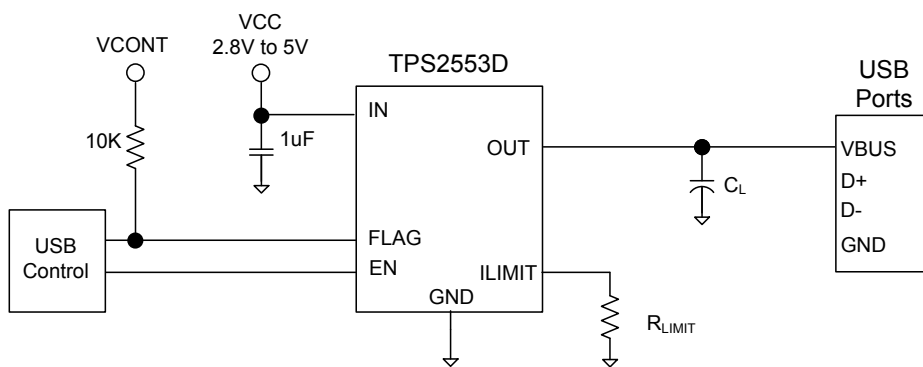 VCC
2.8V to 5V
VCONT
TPS2553D
USB
Ports
IN
10K
1uF
OUT
VBUS
CL
D+
D-
USB
Control
FLAG
GND
EN
ILIMIT
GND
RLIMIT